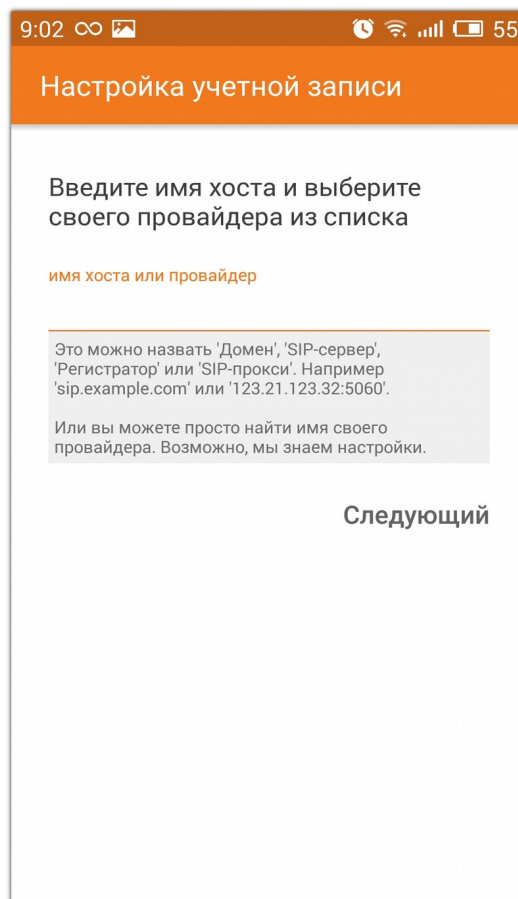 9:02 55
Настройка учетной записи
Введите имя хоста и выберите
своего провайдера из списка
имя хоста или провайдер
Это можно назвать 'Домен', 'SIP-сервер',
'Регистратор' или 'SIP-прокси'. Например
'sip.example.com' или '123.21.123.32:5060'.
Или вы можете просто найти имя своего
провайдера. Возможно, мы знаем настройки.
Следующий